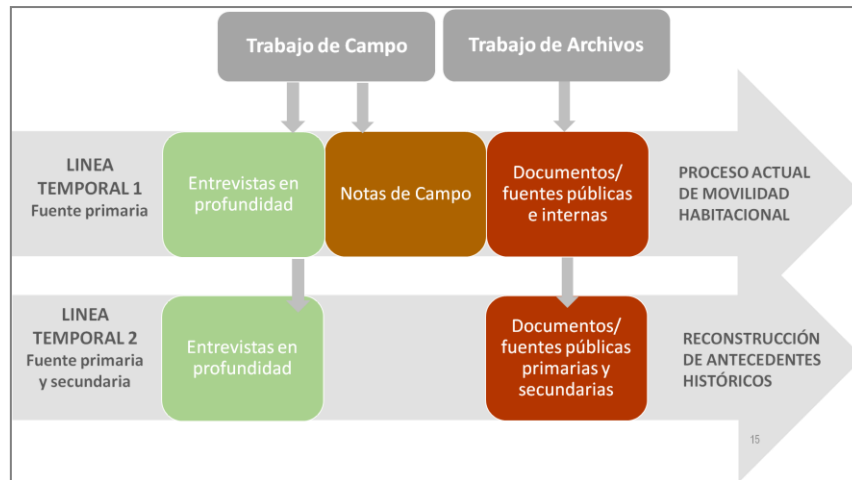 Trabajo de Campo
Trabajo de Archivos
LINEA
TEMPORAL 1
Fuente primaria
Entrevistas en
profundidad
Notas de Campo
Documentos/
fuentes públicas
e internas
PROCESO ACTUAL
DE MOVILIDAD
HABITACIONAL
LINEA
TEMPORAL 2
Fuente primaria
y secundaria
Entrevistas en
profundidad
Documentos/
fuentes públicas
primarias y
secundarias
RECONSTRUCCIÓN
DE ANTECEDENTES
HISTÓRICOS
15